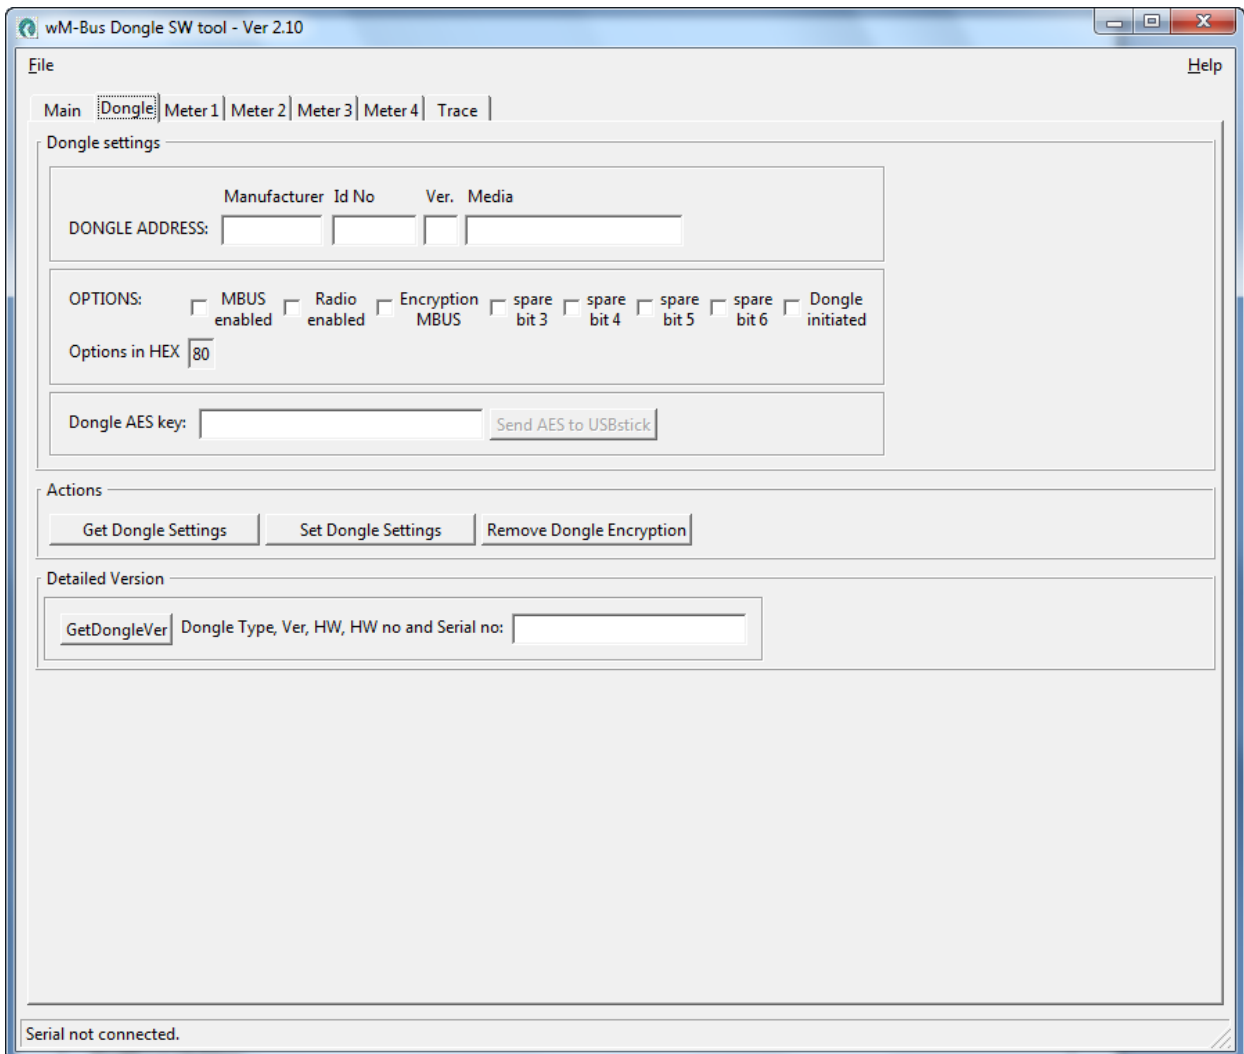 wM-Bus Dongle SW tool - Ver 2.10
File Help
Main Dongle Meter 1 Meter 2 Meter 3 Meter 4 Trace
Dongle settings
Manufacturer Id No Ver. Media
DONGLE ADDRESS:
OPTIONS: MBUS enabled Radio enabled Encryption MBUS spare bit 3 spare bit 4 spare bit 5 spare bit 6 Dongle initiated
Options in HEX 80
Dongle AES key: Send AES to USBstick
Actions
Get Dongle Settings Set Dongle Settings Remove Dongle Encryption
Detailed Version
GetDongleVer Dongle Type, Ver, HW, HW no and Serial no:
Serial not connected.